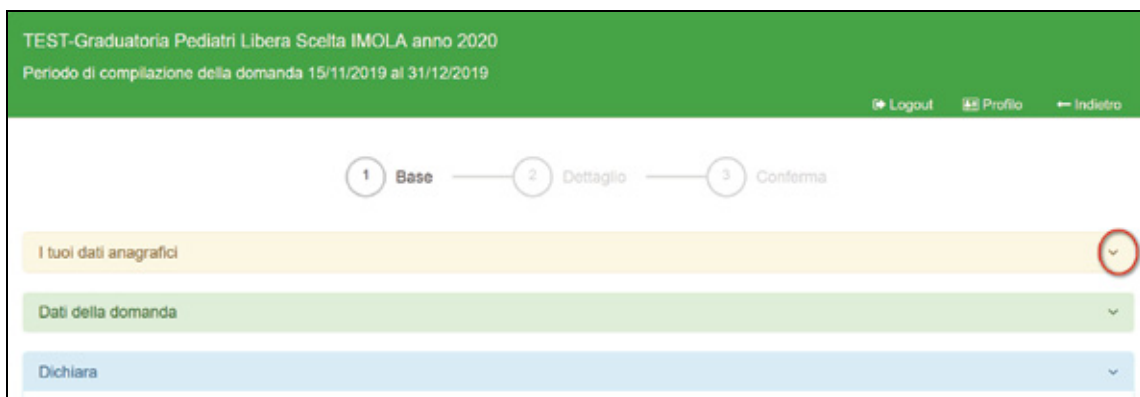 TEST-Graduatoria Pediatri Libera Scelta IMOLA anno 2020
Periodo di compilazione della domanda 15/11/2019 al 31/12/2019
Logout Profilo Indietro
1 Base 2 Dettaglio 3 Conferma
I tuoi dati anagrafici
Dati della domanda
Dichiara